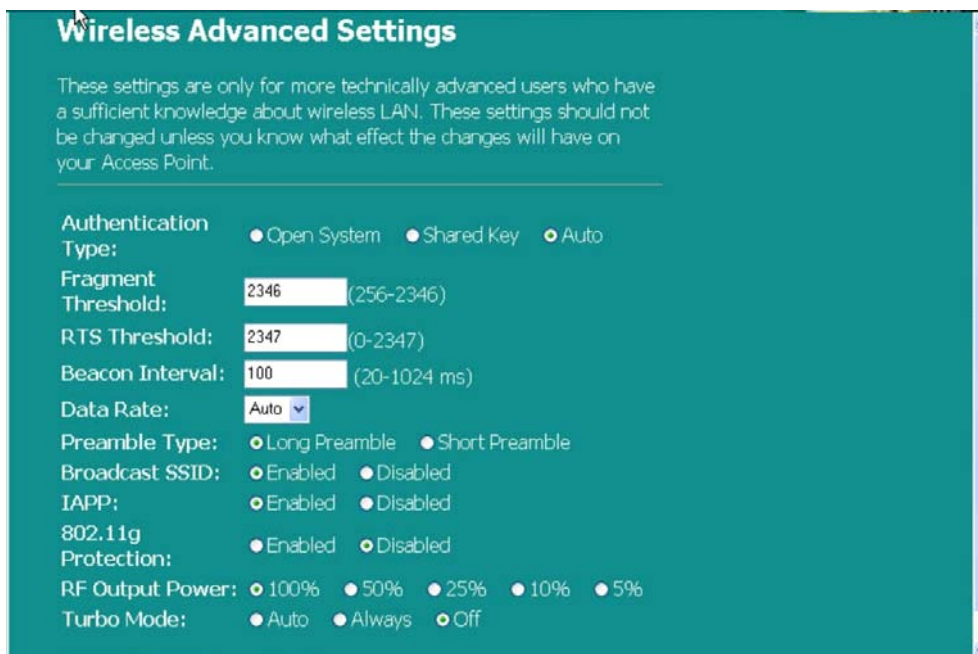 Wireless Advanced Settings
These settings are only for more technically advanced users who have
a sufficient knowledge about wireless LAN. These settings should not
be changed unless you know what effect the changes will have on
your Access Point.
Authentication
Type: Open System Shared Key Auto
Fragment
Threshold: 2346 (256-2346)
RTS Threshold: 2347 (0-2347)
Beacon Interval: 100 (20-1024 ms)
Data Rate: Auto
Preamble Type: Long Preamble Short Preamble
Broadcast SSID: Enabled Disabled
IAPP: Enabled Disabled
802.11g
Protection: Enabled Disabled
RF Output Power: 100% 50% 25% 10% 5%
Turbo Mode: Auto Always Off